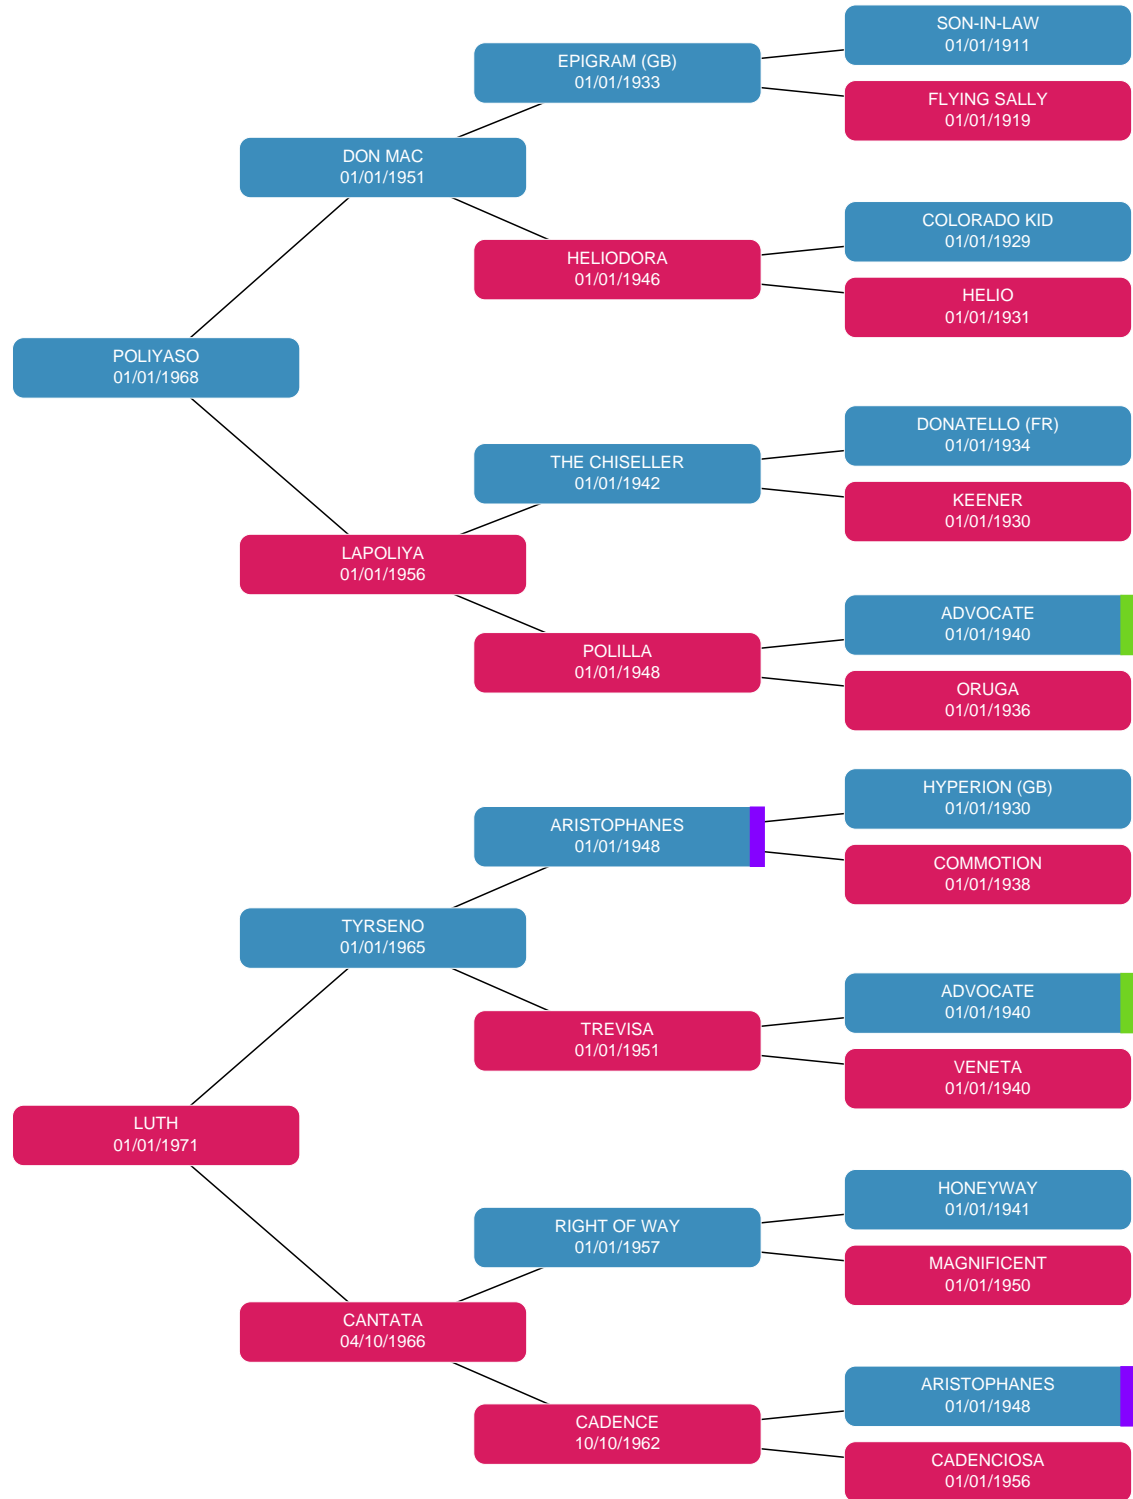 SON-IN-LAW
01/01/1911
EPIGRAM (GB)
01/01/1933
FLYING SALLY
01/01/1919
DON MAC
01/01/1951
COLORADO KID
01/01/1929
HELIODORA
01/01/1946
HELIO
01/01/1931
POLIYASO
01/01/1968
DONATELLO (FR)
01/01/1934
THE CHISELLER
01/01/1942
KEENER
01/01/1930
LAPOLIYA
01/01/1956
ADVOCATE
01/01/1940
POLILLA
01/01/1948
ORUGA
01/01/1936
HYPERION (GB)
01/01/1930
ARISTOPHANES
01/01/1948
COMMOTION
01/01/1938
TYRSENO
01/01/1965
ADVOCATE
01/01/1940
TREVISA
01/01/1951
VENETA
01/01/1940
LUTH
01/01/1971
HONEYWAY
01/01/1941
RIGHT OF WAY
01/01/1957
MAGNIFICENT
01/01/1950
CANTATA
04/10/1966
ARISTOPHANES
01/01/1948
CADENCE
10/10/1962
CADENCIOSA
01/01/1956